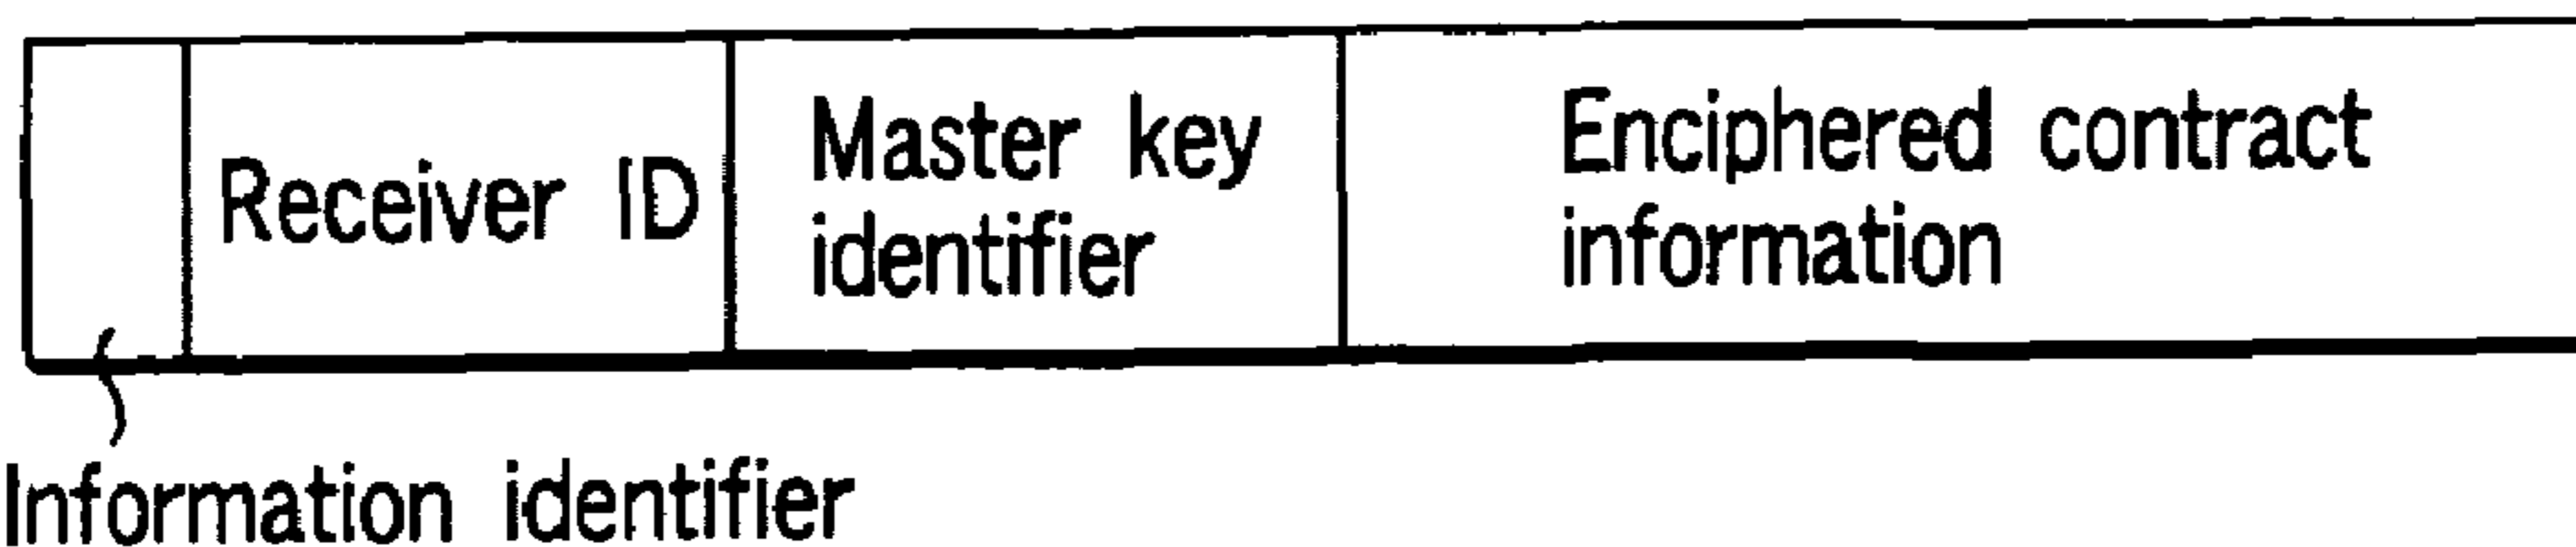 Receiver ID
Master key
identifier
Enciphered contract
information
Information identifier